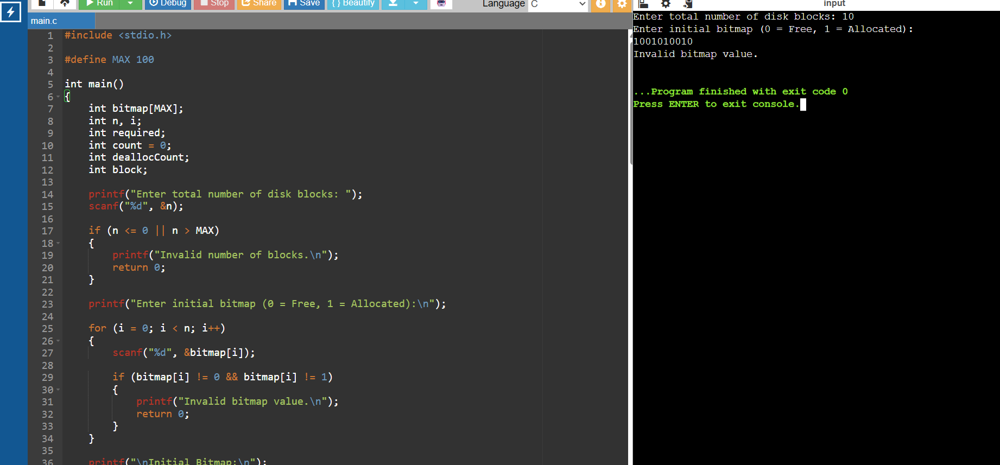 Run Debug Stop Share Save { } Beautify Language C
input
main.c
1 #include <stdio.h>
2
3 #define MAX 100
4
5 int main()
6 {
7 int bitmap[MAX];
8 int n, i;
9 int required;
10 int count = 0;
11 int deallocCount;
12 int block;
13
14 printf("Enter total number of disk blocks: ");
15 scanf("%d", &n);
16
17 if (n <= 0 || n > MAX)
18 {
19 printf("Invalid number of blocks.\n");
20 return 0;
21 }
22
23 printf("Enter initial bitmap (0 = Free, 1 = Allocated):\n");
24
25 for (i = 0; i < n; i++)
26 {
27 scanf("%d", &bitmap[i]);
28
29 if (bitmap[i] != 0 && bitmap[i] != 1)
30 {
31 printf("Invalid bitmap value.\n");
32 return 0;
33 }
34 }
35
36 printf("\nInitial Bitmap:\n");
Enter total number of disk blocks: 10
Enter initial bitmap (0 = Free, 1 = Allocated):
1001010010
Invalid bitmap value.
...Program finished with exit code 0
Press ENTER to exit console.